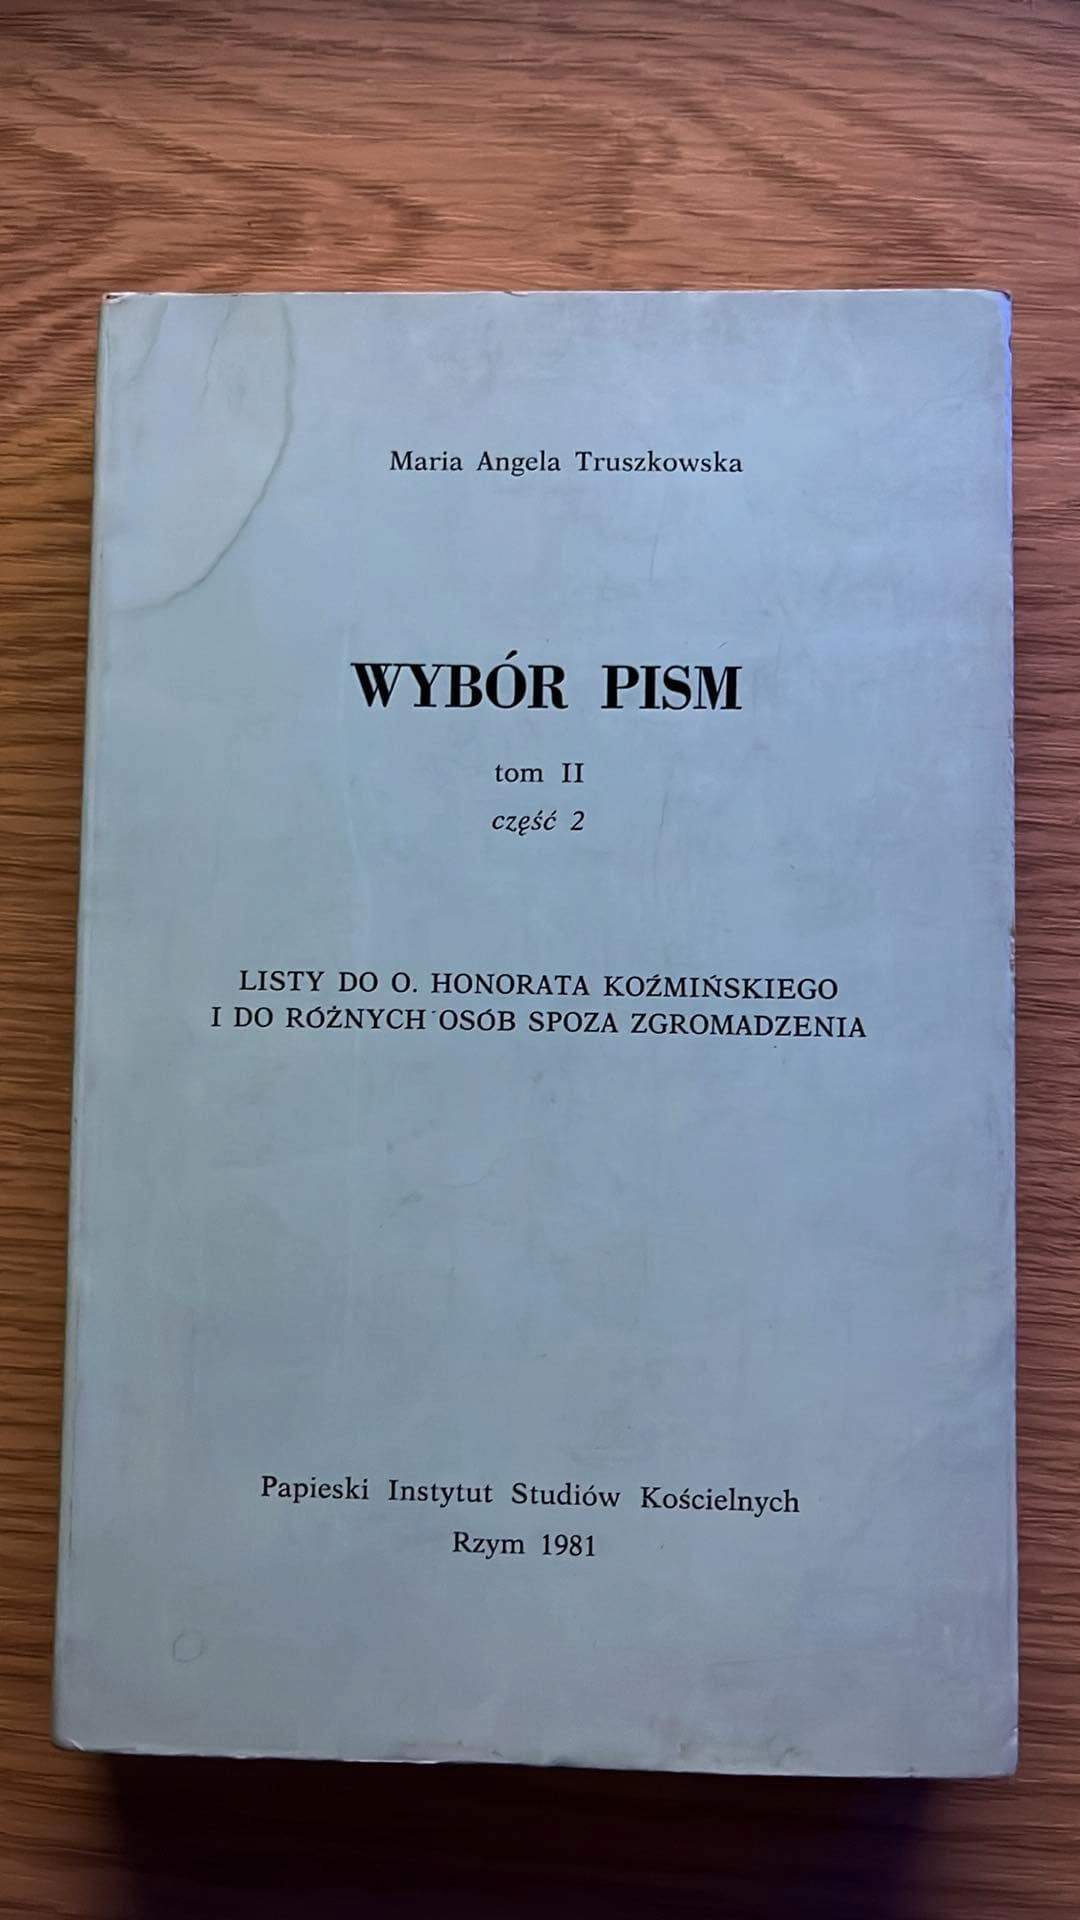 Maria Angela Truszkowska
WYBÓR PISM
tom II
część 2
LISTY DO O. HONORATA KOŹMIŃSKIEGO
I DO RÓŻNYCH OSÓB SPOZA ZGROMADZENIA
Papieski Instytut Studiów Kościelnych
Rzym 1981